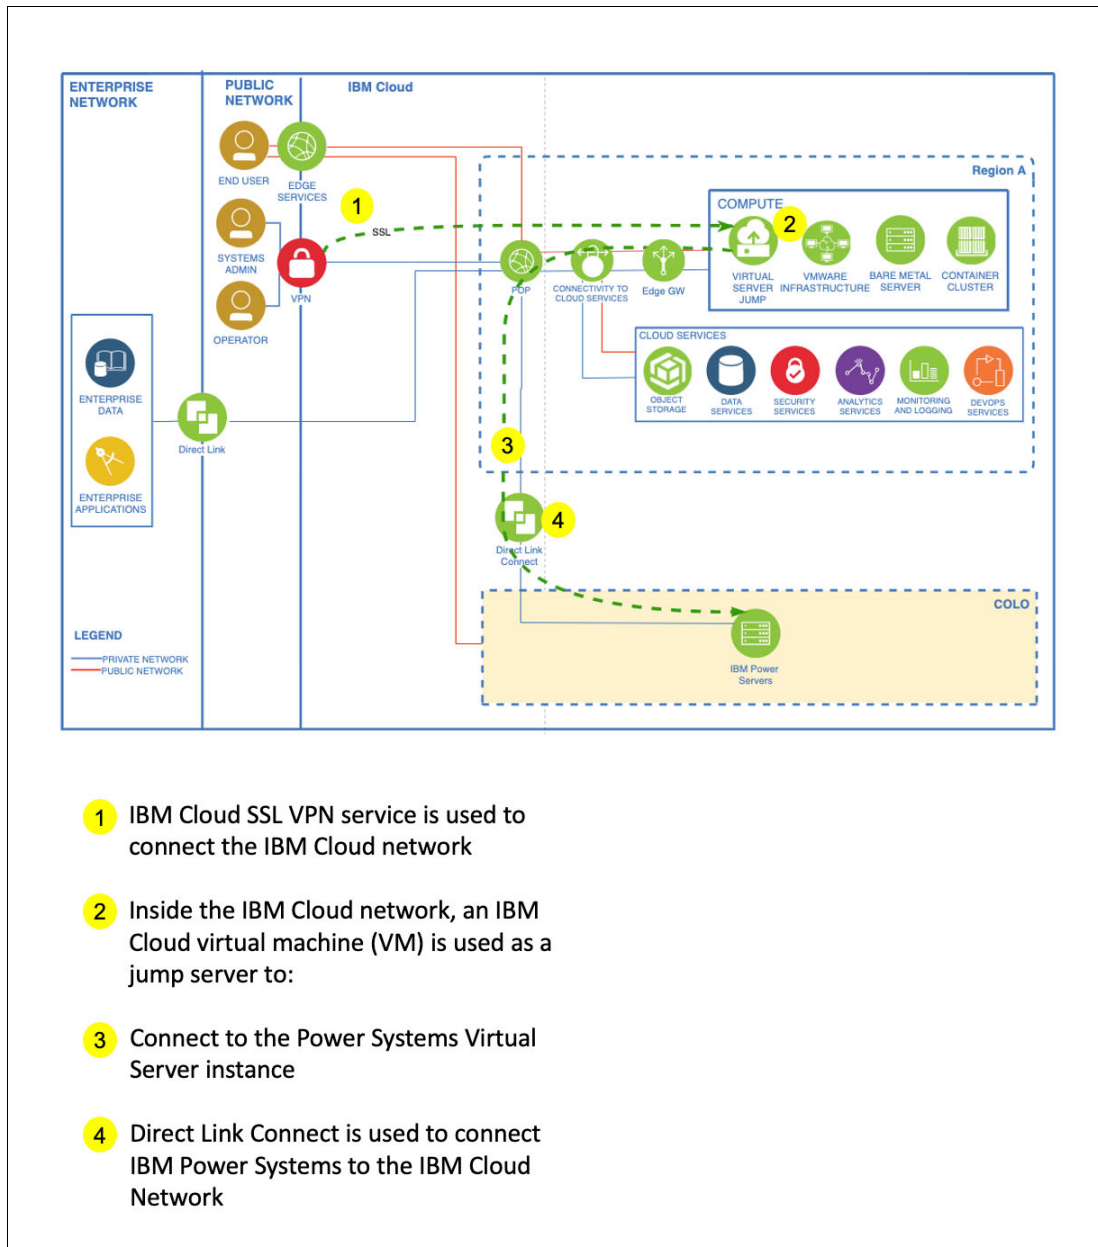 ENTERPRISE
NETWORK
PUBLIC
NETWORK
IBM Cloud
END USER
EDGE
SERVICES
SYSTEMS
ADMIN
VPN
OPERATOR
1
SSL
Region A
COMPUTE
2
VIRTUAL
SERVER
JUMP
VMWARE
INFRASTRUCTURE
BARE METAL
SERVER
CONTAINER
CLUSTER
POP
CONNECTIVITY TO
CLOUD SERVICES
Edge GW
CLOUD SERVICES
OBJECT
STORAGE
DATA
SERVICES
SECURITY
SERVICES
ANALYTICS
SERVICES
MONITORING
AND LOGGING
DEVOPS
SERVICES
ENTERPRISE
DATA
ENTERPRISE
APPLICATIONS
Direct Link
3
4
Direct Link
Connect
COLO
IBM Power
Servers
LEGEND
PRIVATE NETWORK
PUBLIC NETWORK
1 IBM Cloud SSL VPN service is used to
connect the IBM Cloud network
2 Inside the IBM Cloud network, an IBM
Cloud virtual machine (VM) is used as a
jump server to:
3 Connect to the Power Systems Virtual
Server instance
4 Direct Link Connect is used to connect
IBM Power Systems to the IBM Cloud
Network